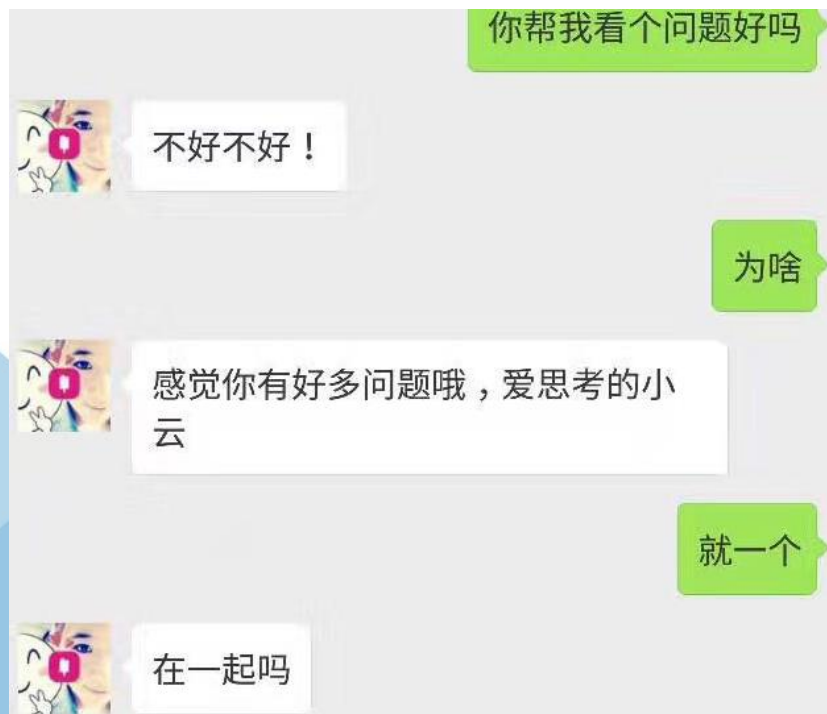 你帮我看个问题好吗
不好不好！
为啥
感觉你有好多问题哦，爱思考的小
云
就一个
在一起吗